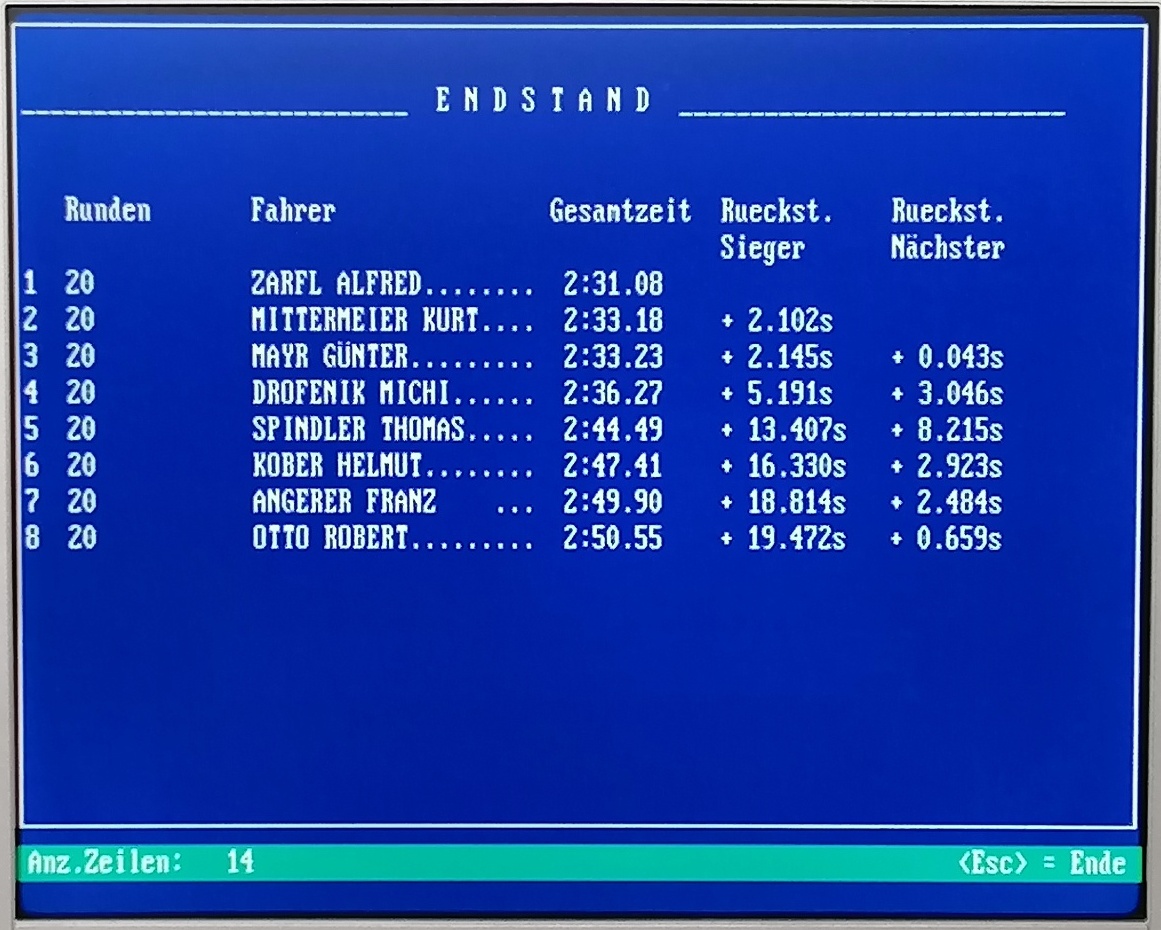 ENDSTAND
Runden Fahrer Gesamtzeit Rueckst. Rueckst.
Sieger Nächster
1 20 ZARFL ALFRED........ 2:31.08
2 20 MITTERMEIER KURT.... 2:33.18 + 2.102s
3 20 MAYR GÜNTER......... 2:33.23 + 2.145s + 0.043s
4 20 DROFENIK MICHI...... 2:36.27 + 5.191s + 3.046s
5 20 SPINDLER THOMAS..... 2:44.49 + 13.407s + 8.215s
6 20 KOBER HELMUT........ 2:47.41 + 16.330s + 2.923s
7 20 ANGERER FRANZ ... 2:49.90 + 18.814s + 2.484s
8 20 OTTO ROBERT......... 2:50.55 + 19.472s + 0.659s
Anz.Zeilen: 14 <Esc> = Ende